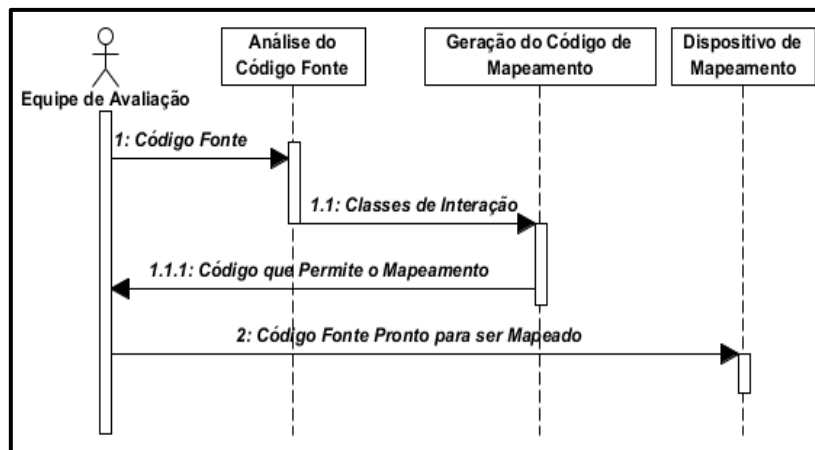 Análise do
Código Fonte
Geração do Código de
Mapeamento
Dispositivo de
Mapeamento
Equipe de Avaliação
1: Código Fonte
1.1: Classes de Interação
1.1.1: Código que Permite o Mapeamento
2: Código Fonte Pronto para ser Mapeado